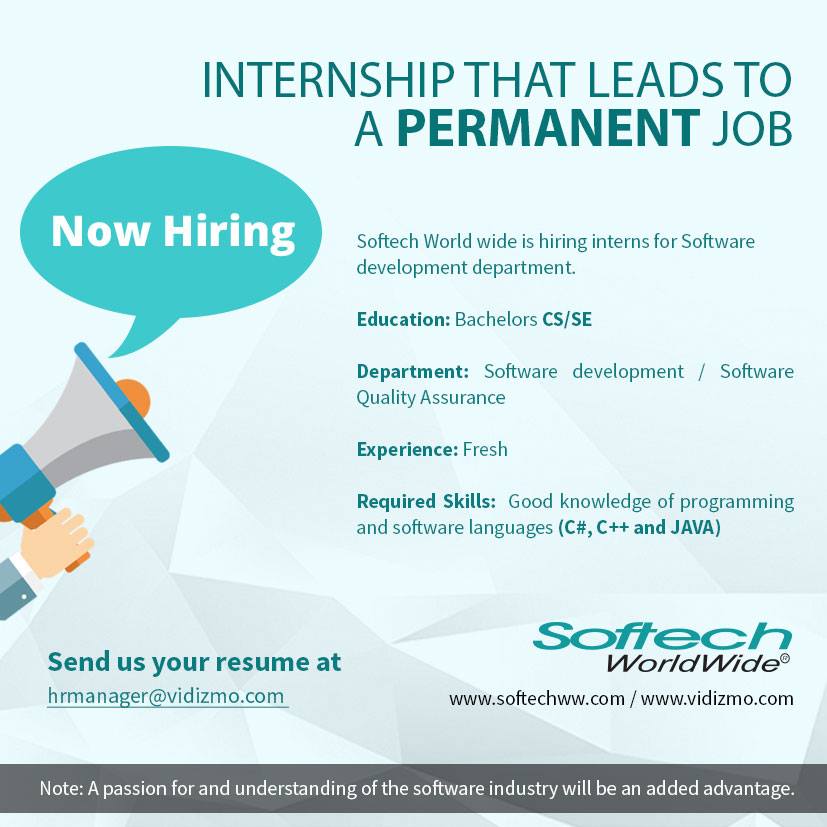 INTERNSHIP THAT LEADS TO
A PERMANENT JOB
Now Hiring
Softech World wide is hiring interns for Software
development department.
Education: Bachelors CS/SE
Department: Software development / Software
Quality Assurance
Experience: Fresh
Required Skills: Good knowledge of programming
and software languages (C#, C++ and JAVA)
Send us your resume at
hrmanager@vidizmo.com
Softech
WorldWide®
www.softechww.com / www.vidizmo.com
Note: A passion for and understanding of the software industry will be an added advantage.